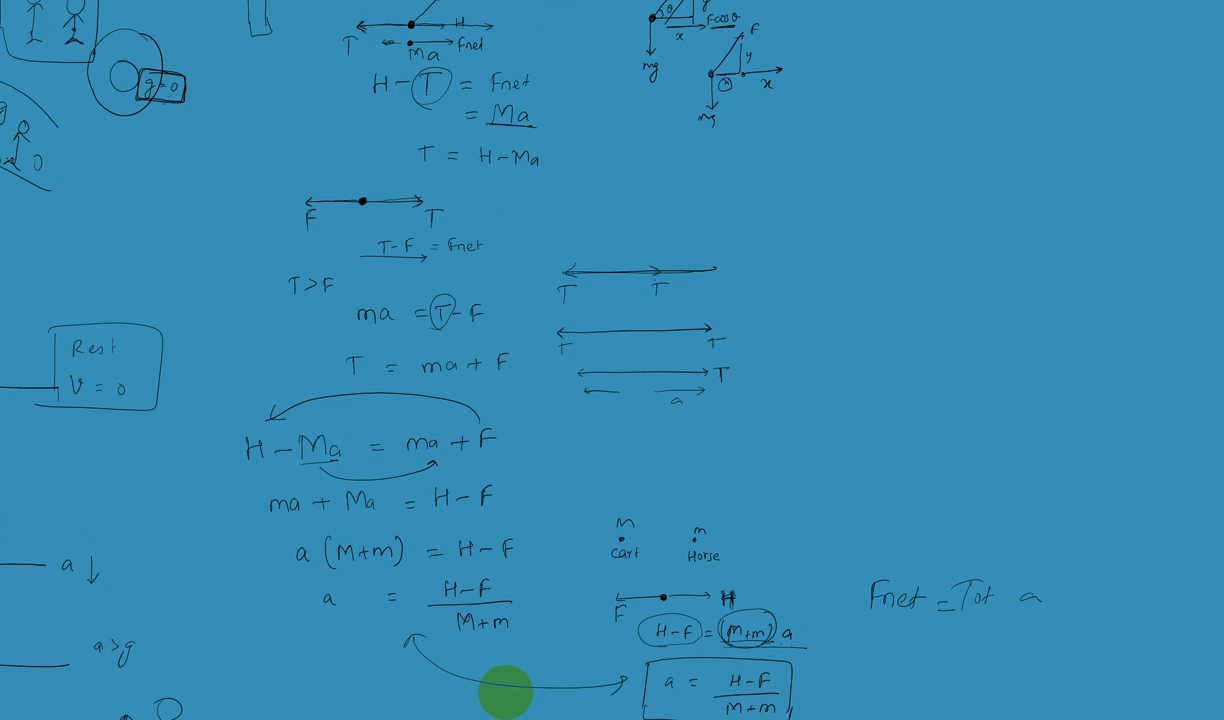 g=0
g
0
H
T
Ma
Fnet
H - T = Fnet
= Ma
T = H - Ma
θ
y
Fcosθ
x
mg
F
y
x
x
mg
F
T
T-F = Fnet
T > F
ma = T - F
T = ma + F
T
T
T
T
T
a
Rest
V = 0
H - Ma = ma + F
ma + Ma = H - F
a (M+m) = H - F
a = H-F
M+m
a ↓
a > g
m
m
Cart
Horse
F
H
H-F = (M+m) a
a = H-F
M+m
Fnet = Tot a